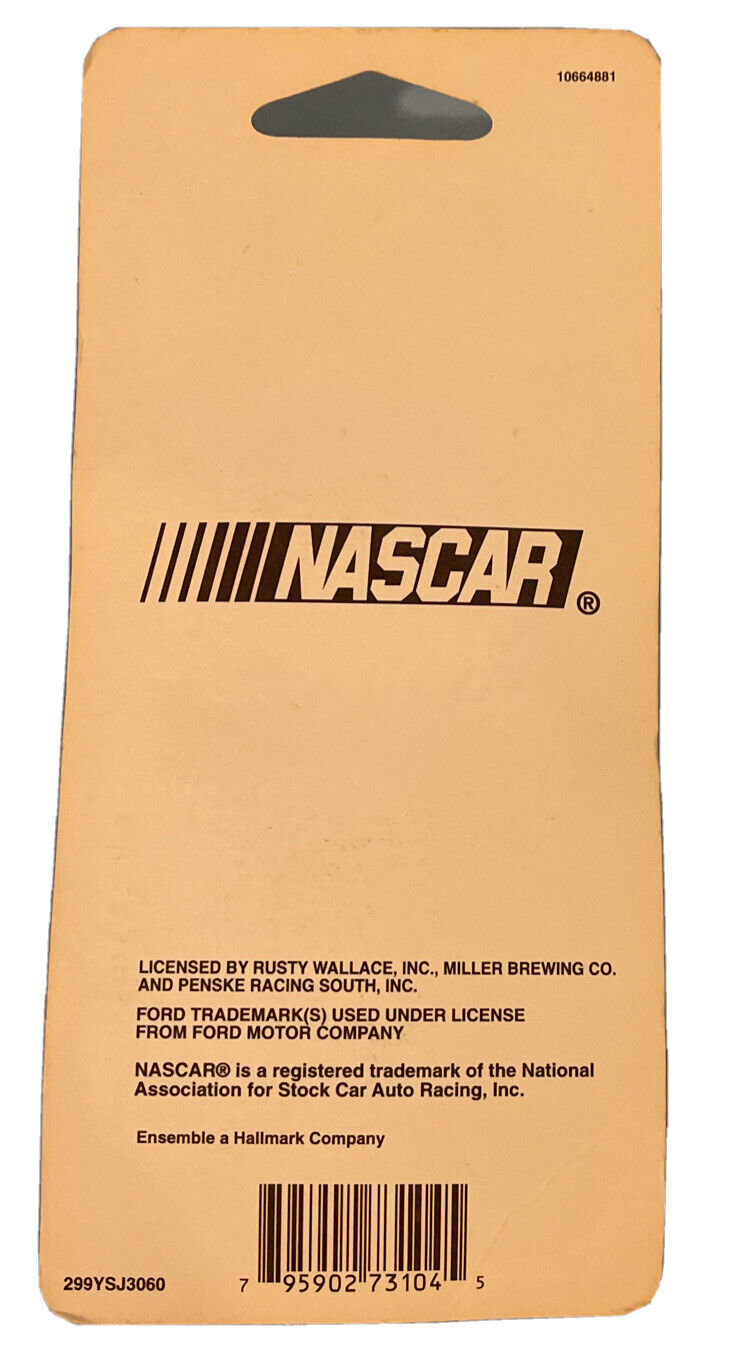 10664881
NASCAR®
LICENSED BY RUSTY WALLACE, INC., MILLER BREWING CO.
AND PENSKE RACING SOUTH, INC.
FORD TRADEMARK(S) USED UNDER LICENSE
FROM FORD MOTOR COMPANY
NASCAR® is a registered trademark of the National
Association for Stock Car Auto Racing, Inc.
Ensemble a Hallmark Company
299YSJ3060
7 95902 73104 5